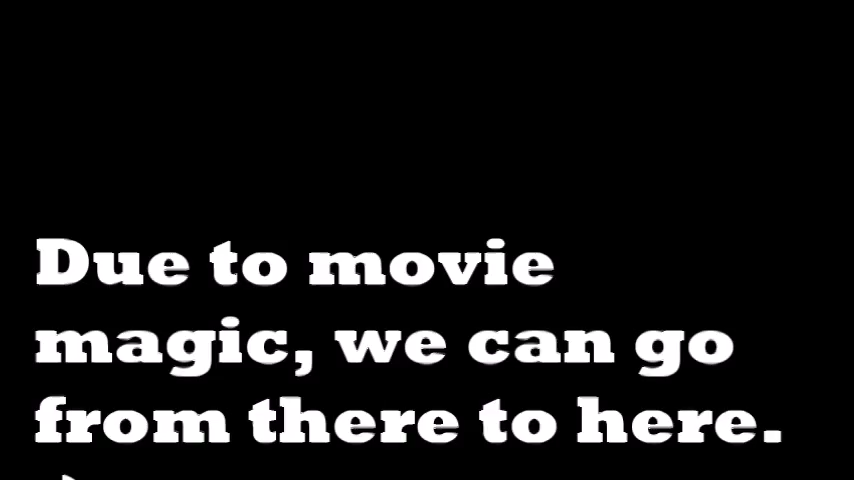 Due to movie
magic, we can go
from there to here.